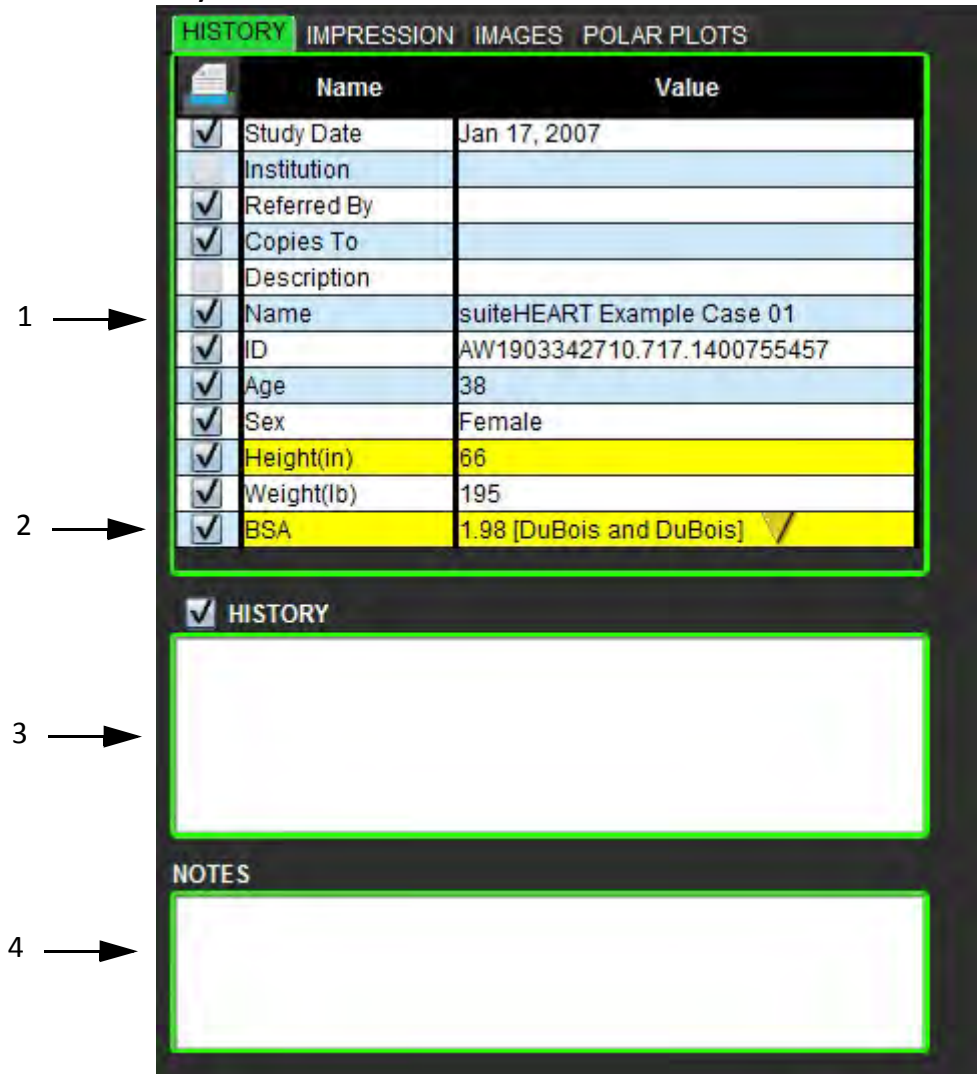 HISTORY IMPRESSION IMAGES POLAR PLOTS
Name Value
Study Date Jan 17, 2007
Institution
Referred By
Copies To
Description
1 Name suiteHEART Example Case 01
ID AW1903342710.717.1400755457
Age 38
Sex Female
Height(in) 66
Weight(lb) 195
2 BSA 1.98 [DuBois and DuBois]
HISTORY
3
NOTES
4